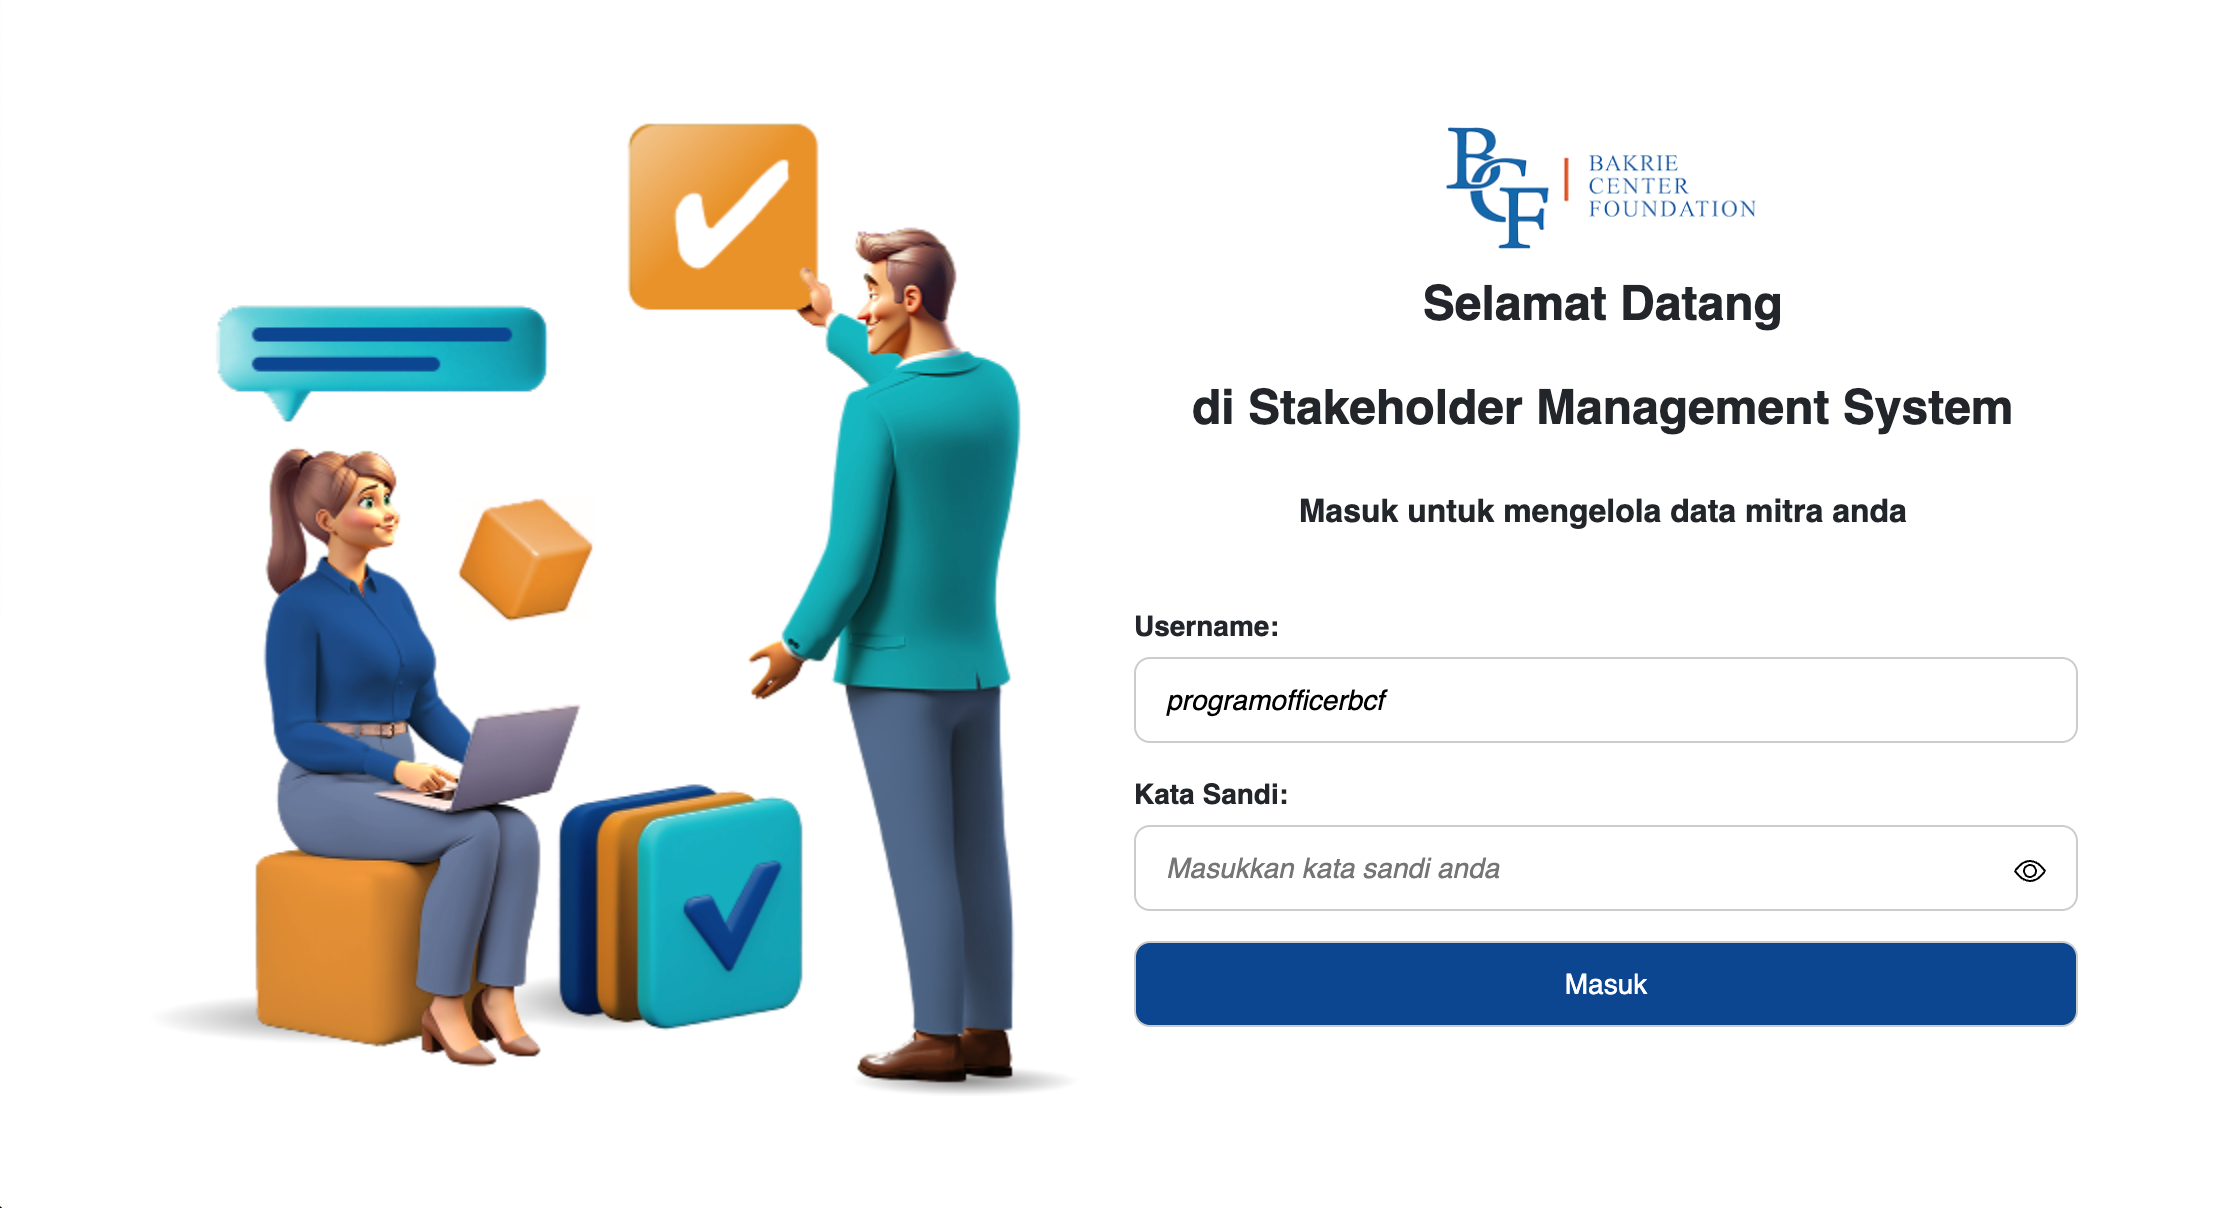 BCF
BAKRIE
CENTER
FOUNDATION
Selamat Datang
di Stakeholder Management System
Masuk untuk mengelola data mitra anda
Username:
programofficerbcf
Kata Sandi:
Masukkan kata sandi anda
Masuk